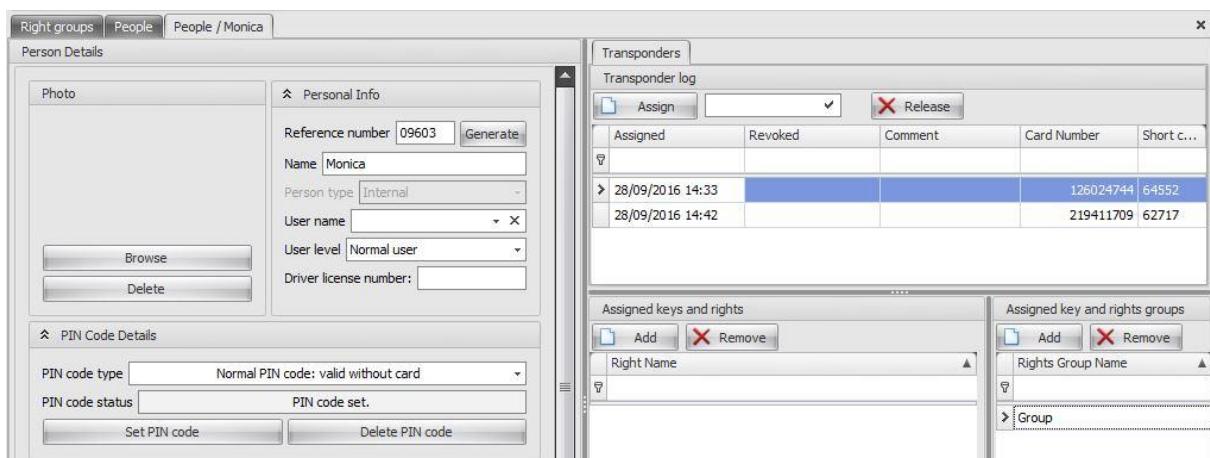 Right groups People People / Monica
Person Details
Photo
Browse
Delete
Personal Info
Reference number 09603 Generate
Name Monica
Person type Internal
User name
User level Normal user
Driver license number:
PIN Code Details
PIN code type Normal PIN code: valid without card
PIN code status PIN code set.
Set PIN code Delete PIN code
Transponders
Transponder log
Assign Release
Assigned Revoked Comment Card Number Short c...
28/09/2016 14:33 126024744 64552
28/09/2016 14:42 219411709 62717
Assigned keys and rights
Add Remove
Right Name
Assigned key and rights groups
Add Remove
Rights Group Name
Group